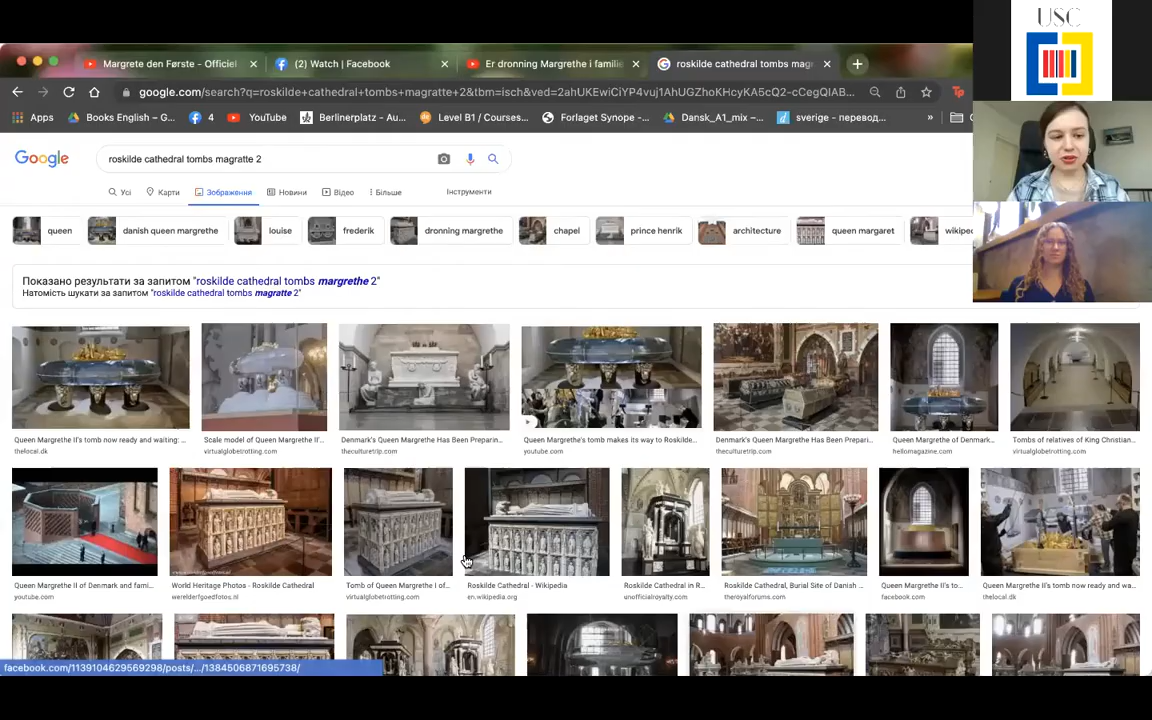 USC
Margrete den Første - Officiel
(2) Watch | Facebook
Er dronning Margrethe i familie
roskilde cathedral tombs mag
google.com/search?q=roskilde+cathedral+tombs+magratte+2&tbm=isch&ved=2ahUKEwiCiYP4vuj1AhUGZhoKHcyKA5cQ2-cCegQIA...
Apps
Books English – G...
4
YouTube
Berlinerplatz - Au...
Level B1 / Courses...
Forlaget Synope -...
Dansk_A1_mix –...
sverige - перевод...
»
Google
roskilde cathedral tombs magratte 2
Усі
Карти
Зображення
Новини
Відео
Більше
Інструменти
queen
danish queen margrethe
louise
frederik
dronning margrethe
chapel
prince henrik
architecture
queen margaret
wikipe
Показано результати за запитом "roskilde cathedral tombs margrethe 2"
Натомість шукати за запитом "roskilde cathedral tombs magratte 2"
Queen Margrethe II's tomb now ready and waiting: ...
Scale model of Queen Margrethe II'...
Denmark's Queen Margrethe Has Been Preparin...
Queen Margrethe's tomb makes its way to Roskilde...
Denmark's Queen Margrethe Has Been Prepari...
Queen Margrethe of Denmark...
Tombs of relatives of King Christian...
thelocal.dk
virtualglobetrotting.com
theculturetrip.com
youtube.com
theculturetrip.com
hellomagazine.com
virtualglobetrotting.com
Queen Margrethe II of Denmark and fami...
World Heritage Photos - Roskilde Cathedral
Tomb of Queen Margrethe I of...
Roskilde Cathedral - Wikipedia
Roskilde Cathedral in R...
Roskilde Cathedral, Burial Site of Danish ...
Queen Margrethe II's to...
Queen Margrethe II's tomb now ready and wa...
youtube.com
werelderfgoedfotos.nl
virtualglobetrotting.com
en.wikipedia.org
unofficialroyalty.com
theroyalforums.com
facebook.com
thelocal.dk
facebook.com/1139104629569298/posts/.../1384506871695738/